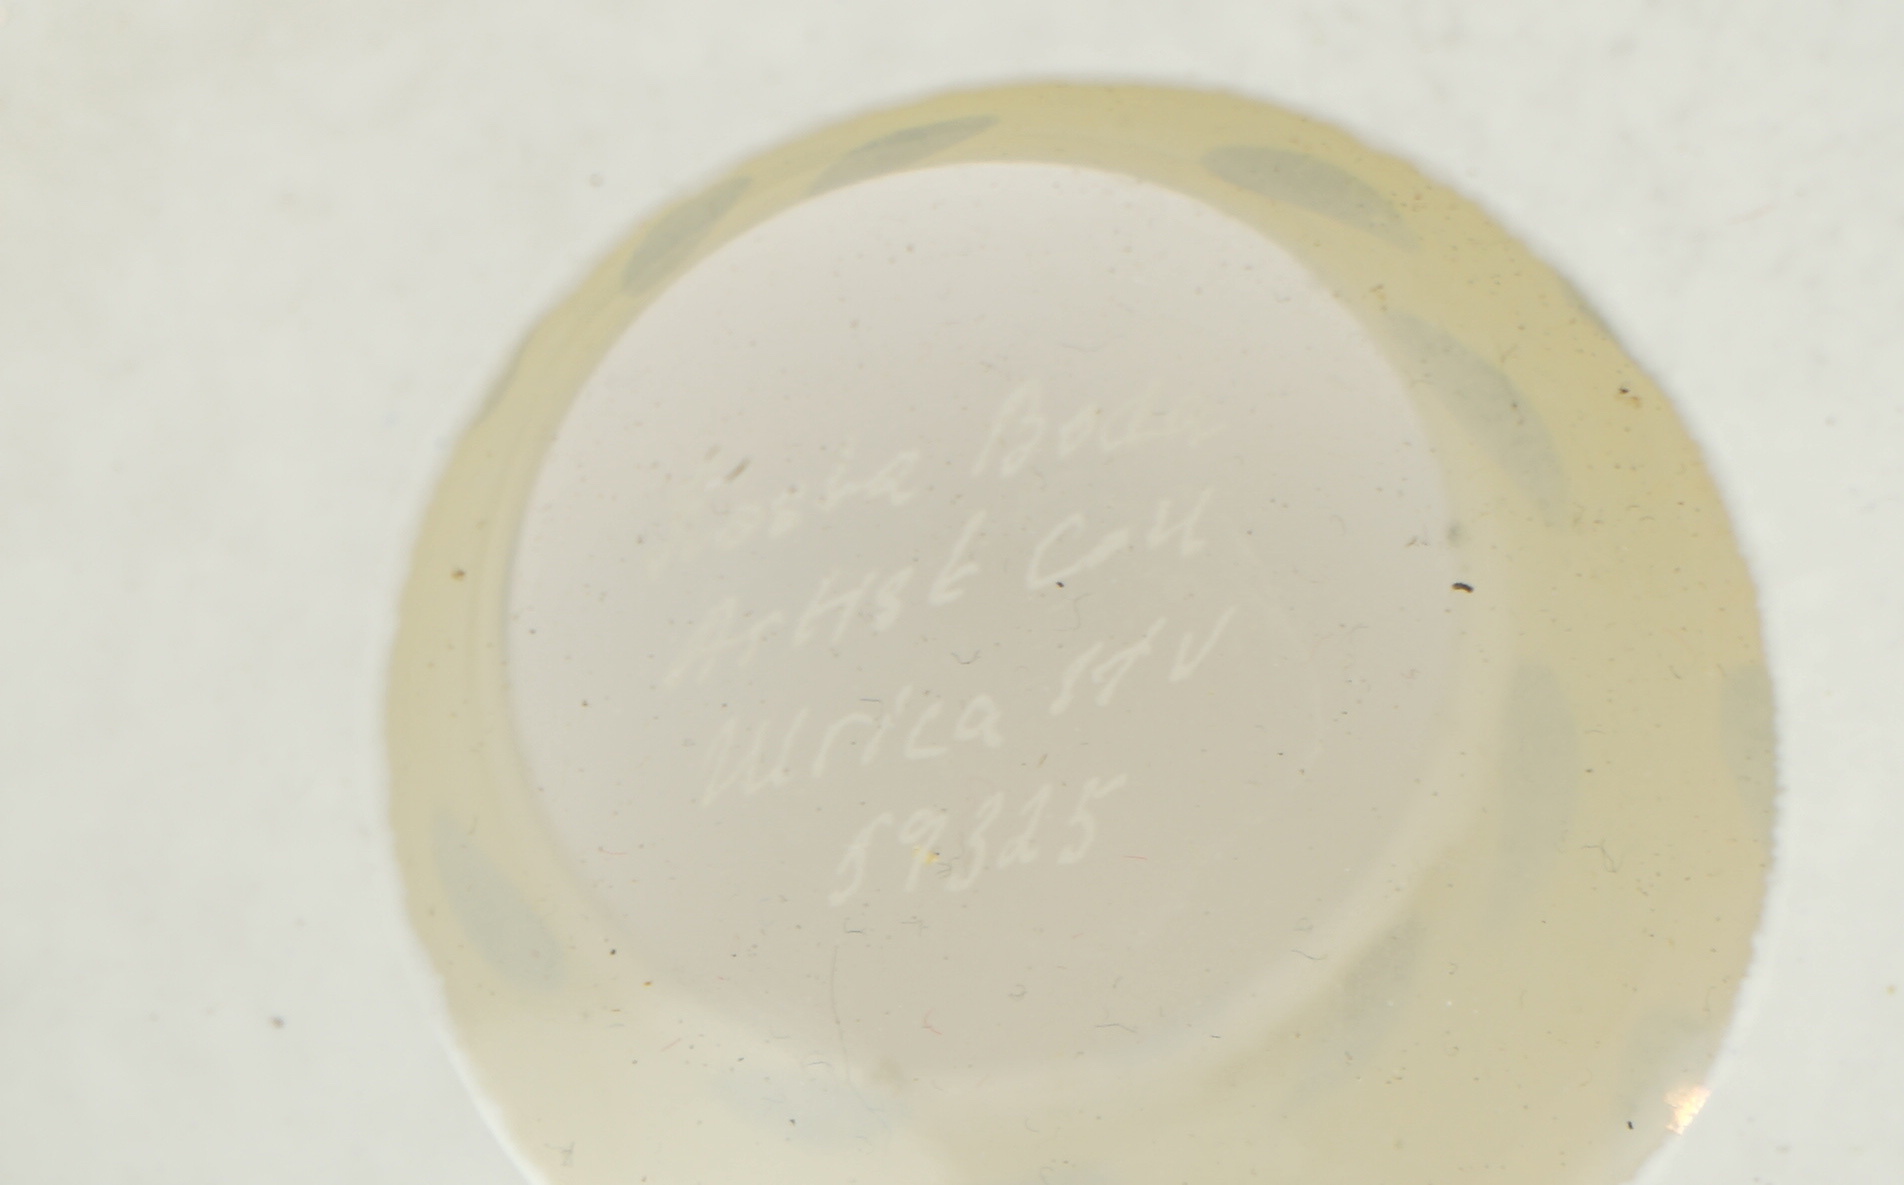 Kosta Boda
Artist Coll
Ulrica HV
59325